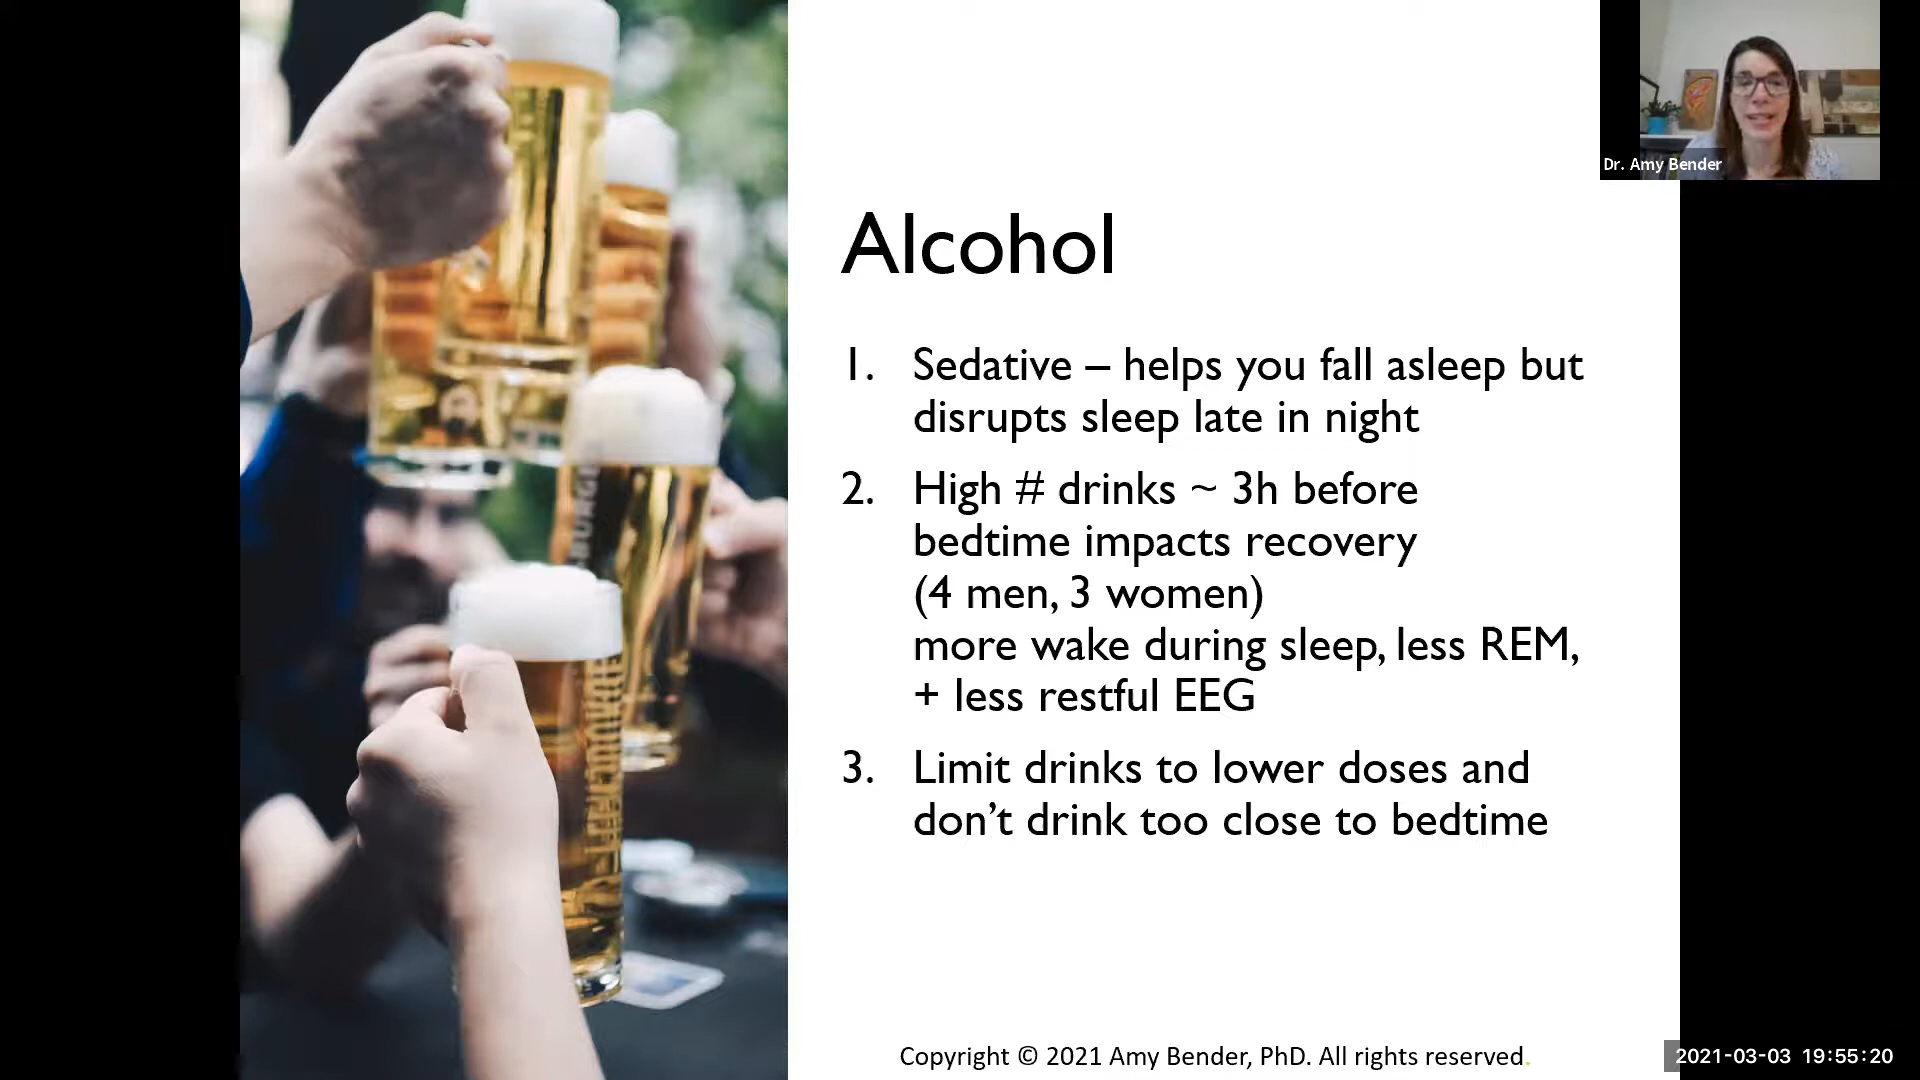 Dr. Amy Bender
Alcohol
1. Sedative – helps you fall asleep but
disrupts sleep late in night
2. High # drinks ~ 3h before
bedtime impacts recovery
(4 men, 3 women)
more wake during sleep, less REM,
+ less restful EEG
3. Limit drinks to lower doses and
don’t drink too close to bedtime
Copyright © 2021 Amy Bender, PhD. All rights reserved.
2021-03-03 19:55:20